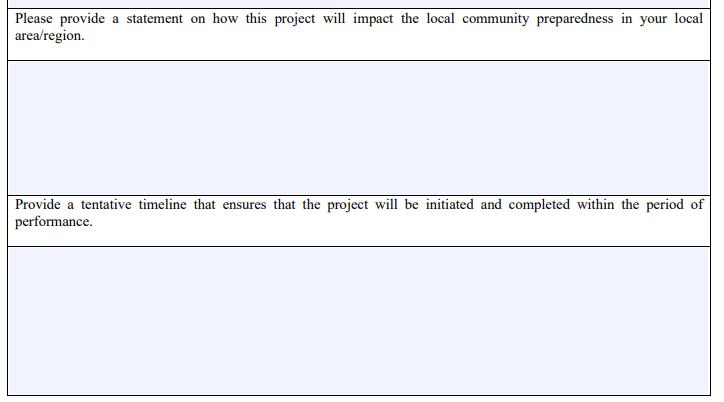 Please provide a statement on how this project will impact the local community preparedness in your local
area/region.
Provide a tentative timeline that ensures that the project will be initiated and completed within the period of
performance.